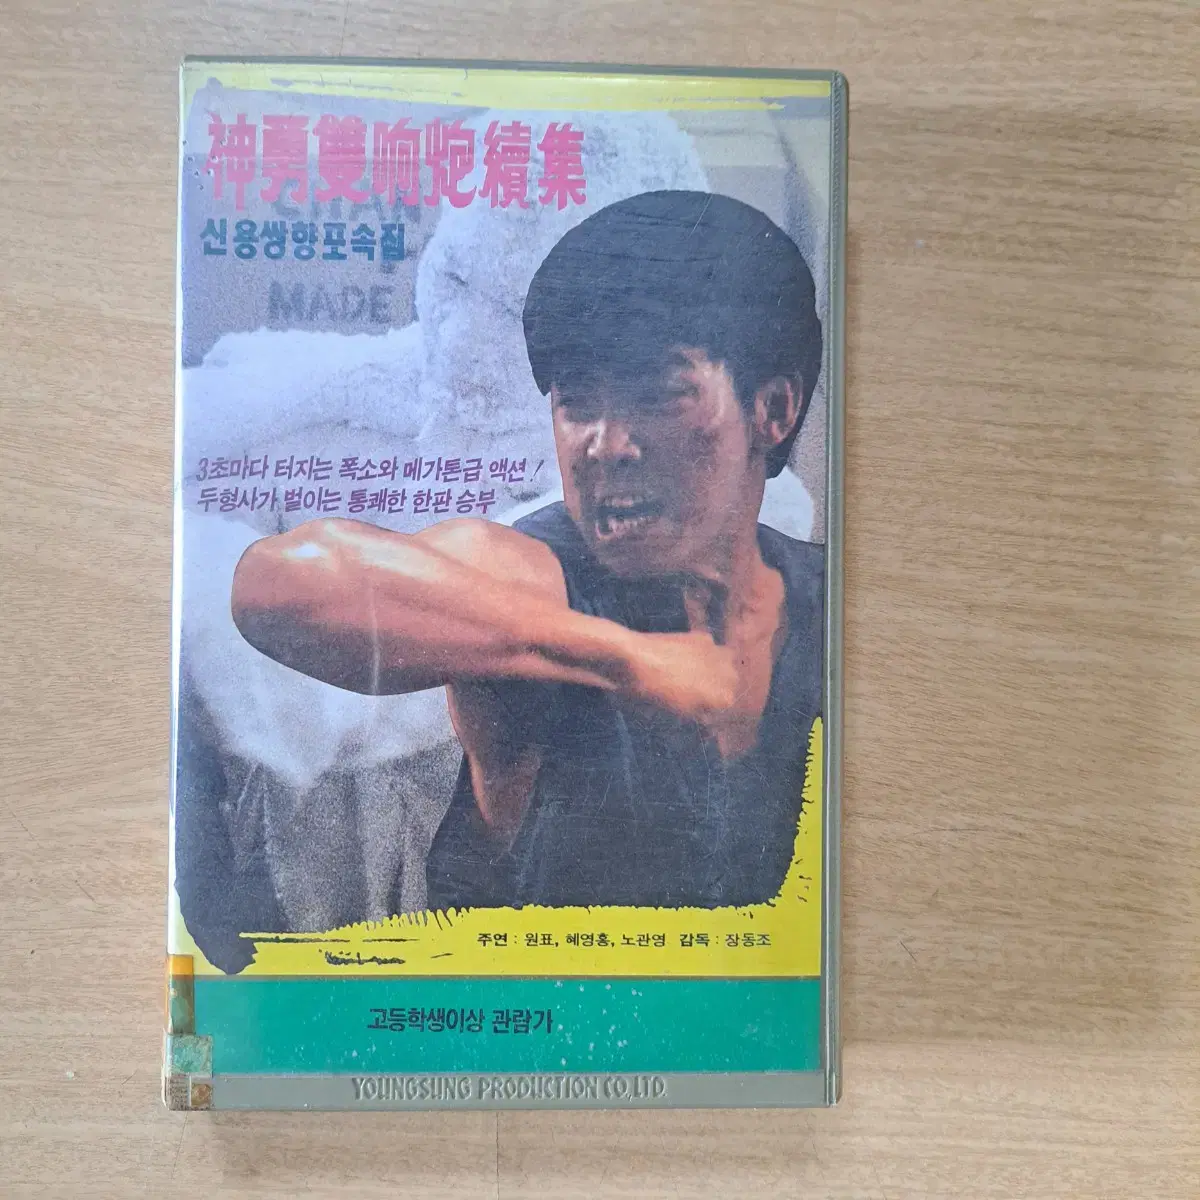 神勇雙响炮續集
신용쌍향포속집
MADE
3초마다 터지는 폭소와 메가톤급 액션!
두형사가 벌이는 통쾌한 한판 승부
주연 : 원표, 혜영홍, 노관영 감독 : 장동조
고등학생이상 관람가
YOUNGSUNG PRODUCTION CO.,LTD.